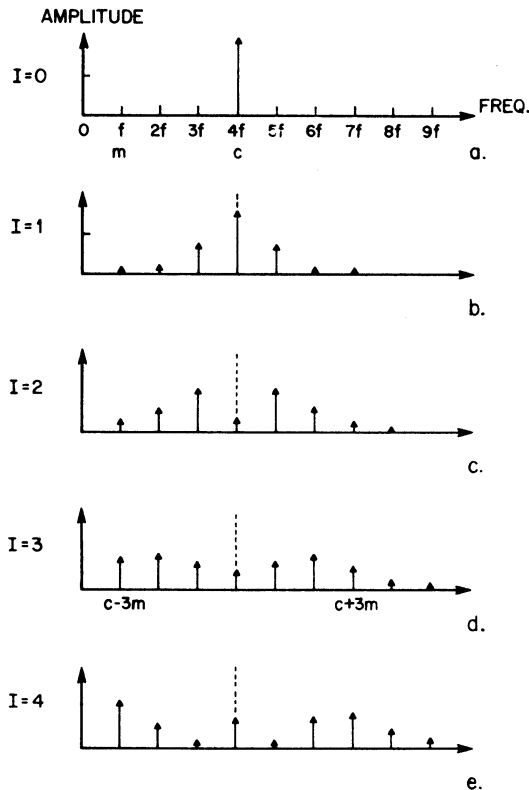 AMPLITUDE
I=0
FREQ.
0 f 2f 3f 4f 5f 6f 7f 8f 9f
m c
a.
I=1
b.
I=2
c.
I=3
c-3m c+3m
d.
I=4
e.